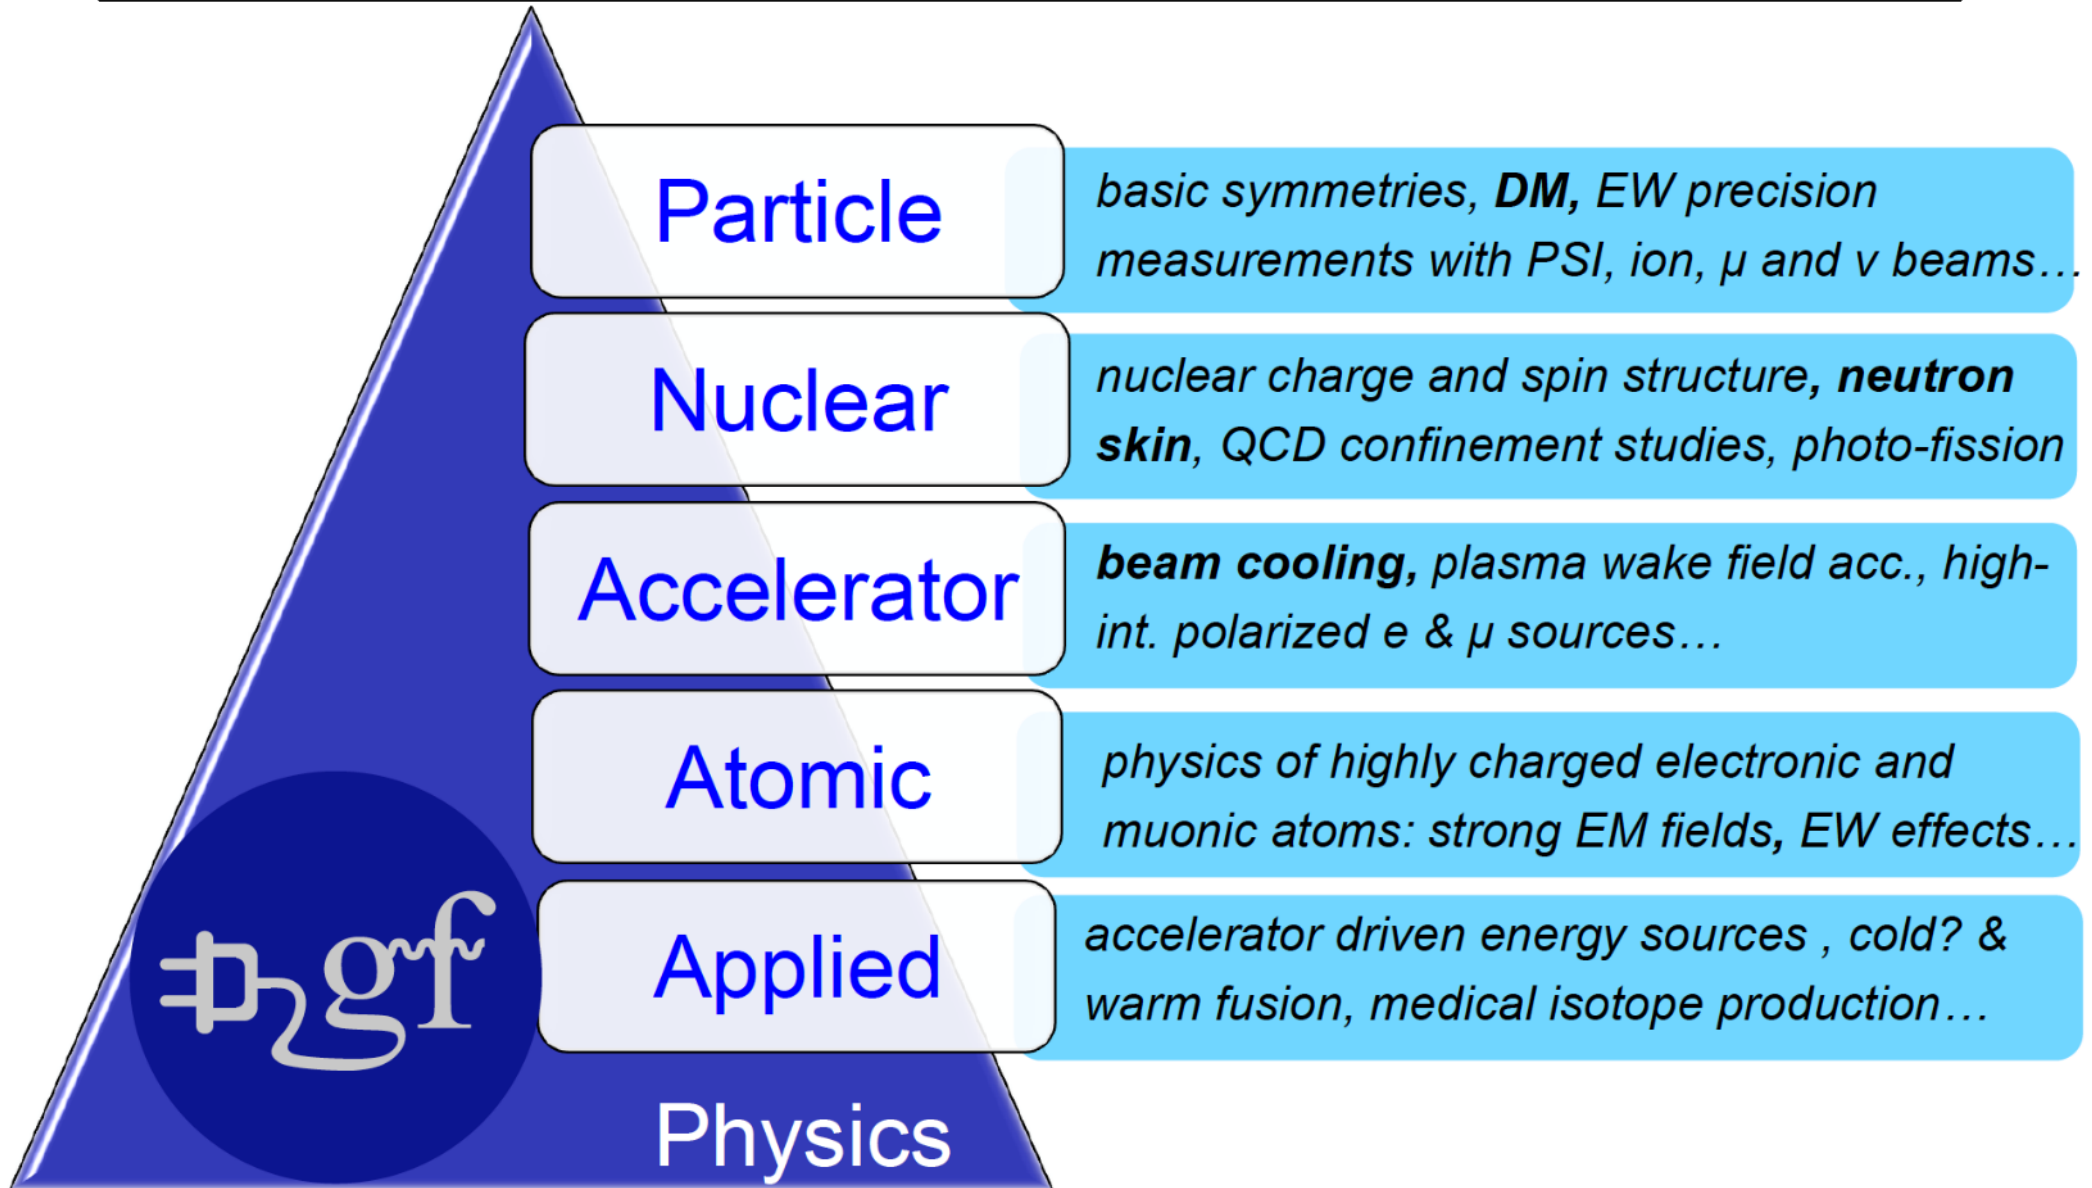 Particle
basic symmetries, DM, EW precision
measurements with PSI, ion, μ and ν beams…
Nuclear
nuclear charge and spin structure, neutron
skin, QCD confinement studies, photo-fission
Accelerator
beam cooling, plasma wake field acc., high-
int. polarized e & μ sources…
Atomic
physics of highly charged electronic and
muonic atoms: strong EM fields, EW effects…
Applied
accelerator driven energy sources , cold? &
warm fusion, medical isotope production…
gf
Physics